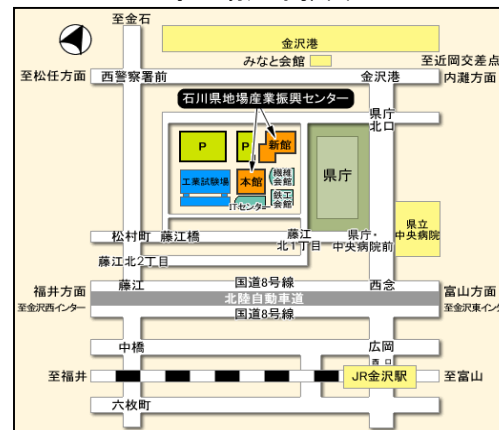 至金石
金沢港
みなと会館
至近岡交差点
至松任方面
西警察署前
金沢港
内灘方面
石川県地場産業振興センター
県庁
北口
P
P
新館
県庁
工業試験場
本館
繊維
会館
鉄工
会館
ITセンター
県立
中央病院
松村町
藤江橋
藤江
北1丁目
県庁・
中央病院前
藤江北2丁目
福井方面
藤江
国道8号線
西念
富山方面
至金沢西インター
北陸自動車道
至金沢東インター
国道8号線
中橋
広岡
西口
至福井
JR金沢駅
至富山
六枚町